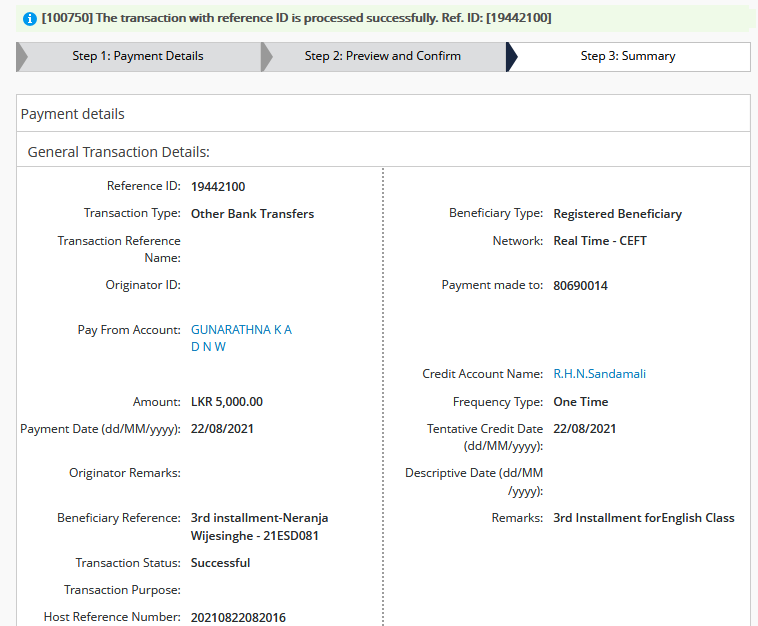 [100750] The transaction with reference ID is processed successfully. Ref. ID: [19442100]
Step 1: Payment Details
Step 2: Preview and Confirm
Step 3: Summary
Payment details
General Transaction Details:
Reference ID: 19442100
Transaction Type: Other Bank Transfers
Beneficiary Type: Registered Beneficiary
Transaction Reference
Name:
Network: Real Time - CEFT
Originator ID:
Payment made to: 80690014
Pay From Account: GUNARATHNA K A
D N W
Credit Account Name: R.H.N.Sandamali
Amount: LKR 5,000.00
Frequency Type: One Time
Payment Date (dd/MM/yyyy): 22/08/2021
Tentative Credit Date 22/08/2021
(dd/MM/yyyy):
Originator Remarks:
Descriptive Date (dd/MM
/yyyy):
Beneficiary Reference: 3rd installment-Neranja
Wijesinghe - 21ESD081
Remarks: 3rd Installment forEnglish Class
Transaction Status: Successful
Transaction Purpose:
Host Reference Number: 20210822082016